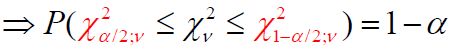 ⇒ P(χ²_{α/2;ν} ≤ χ²_ν ≤ χ²_{1−α/2;ν}) = 1 − α